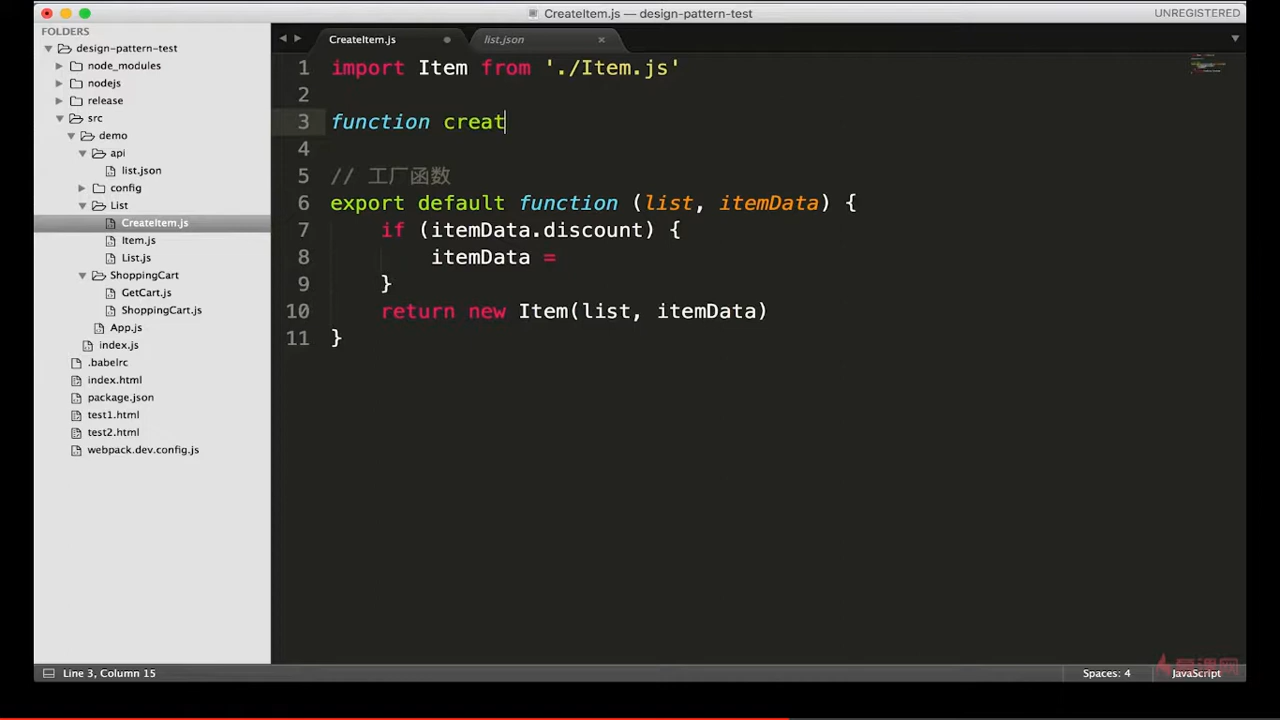 CreateItem.js — design-pattern-test
UNREGISTERED
FOLDERS
design-pattern-test
node_modules
nodejs
release
src
demo
api
list.json
config
List
CreateItem.js
Item.js
List.js
ShoppingCart
GetCart.js
ShoppingCart.js
App.js
index.js
.babelrc
index.html
package.json
test1.html
test2.html
webpack.dev.config.js
CreateItem.js
list.json
1 import Item from './Item.js'
2
3 function creat
4
5 // 工厂函数
6 export default function (list, itemData) {
7 if (itemData.discount) {
8 itemData =
9 }
10 return new Item(list, itemData)
11 }
Line 3, Column 15
Spaces: 4
JavaScript
慕课网